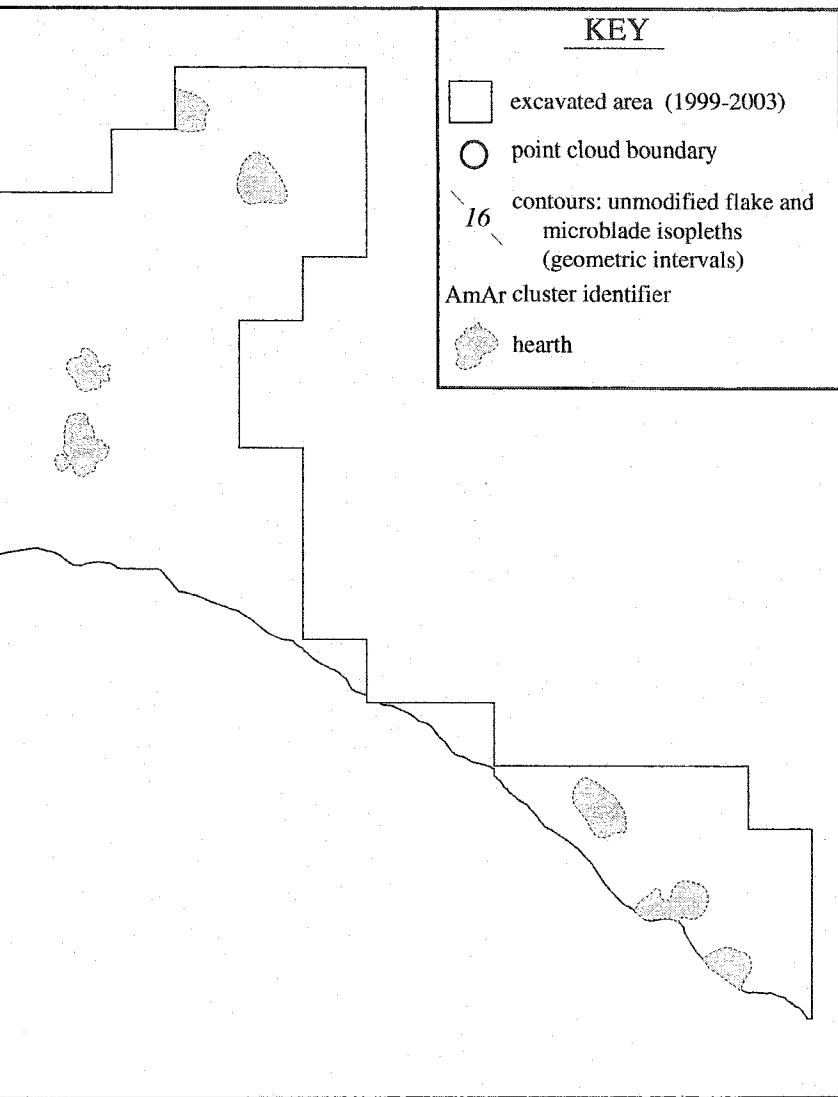 KEY
excavated area (1999-2003)
point cloud boundary
16
contours: unmodified flake and
microblade isopleths
(geometric intervals)
AmAr cluster identifier
hearth